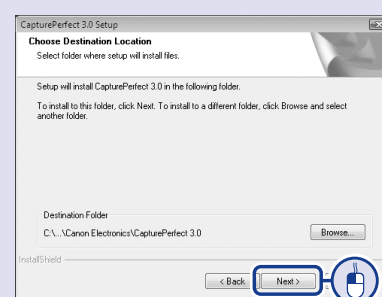 CapturePerfect 3.0 Setup
Choose Destination Location
Select folder where setup will install files.
Setup will install CapturePerfect 3.0 in the following folder.
To install to this folder, click Next. To install to a different folder, click Browse and select
another folder.
Destination Folder
C:\...\Canon Electronics\CapturePerfect 3.0
Browse...
InstallShield
< Back
Next >